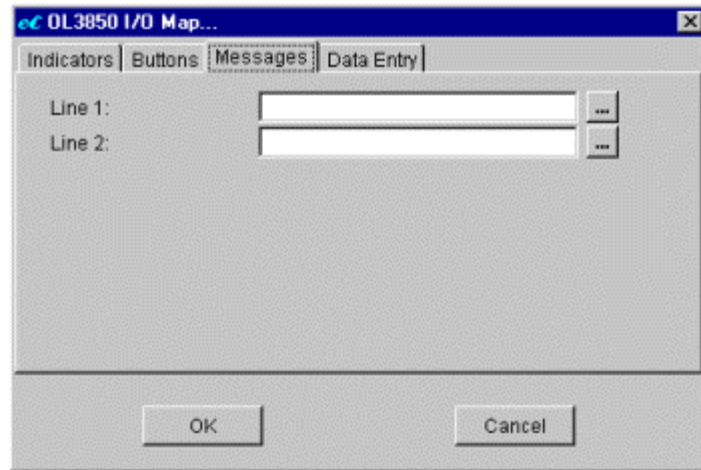 eC OL3850 I/O Map...
Indicators Buttons Messages Data Entry
Line 1: ...
Line 2: ...
OK Cancel